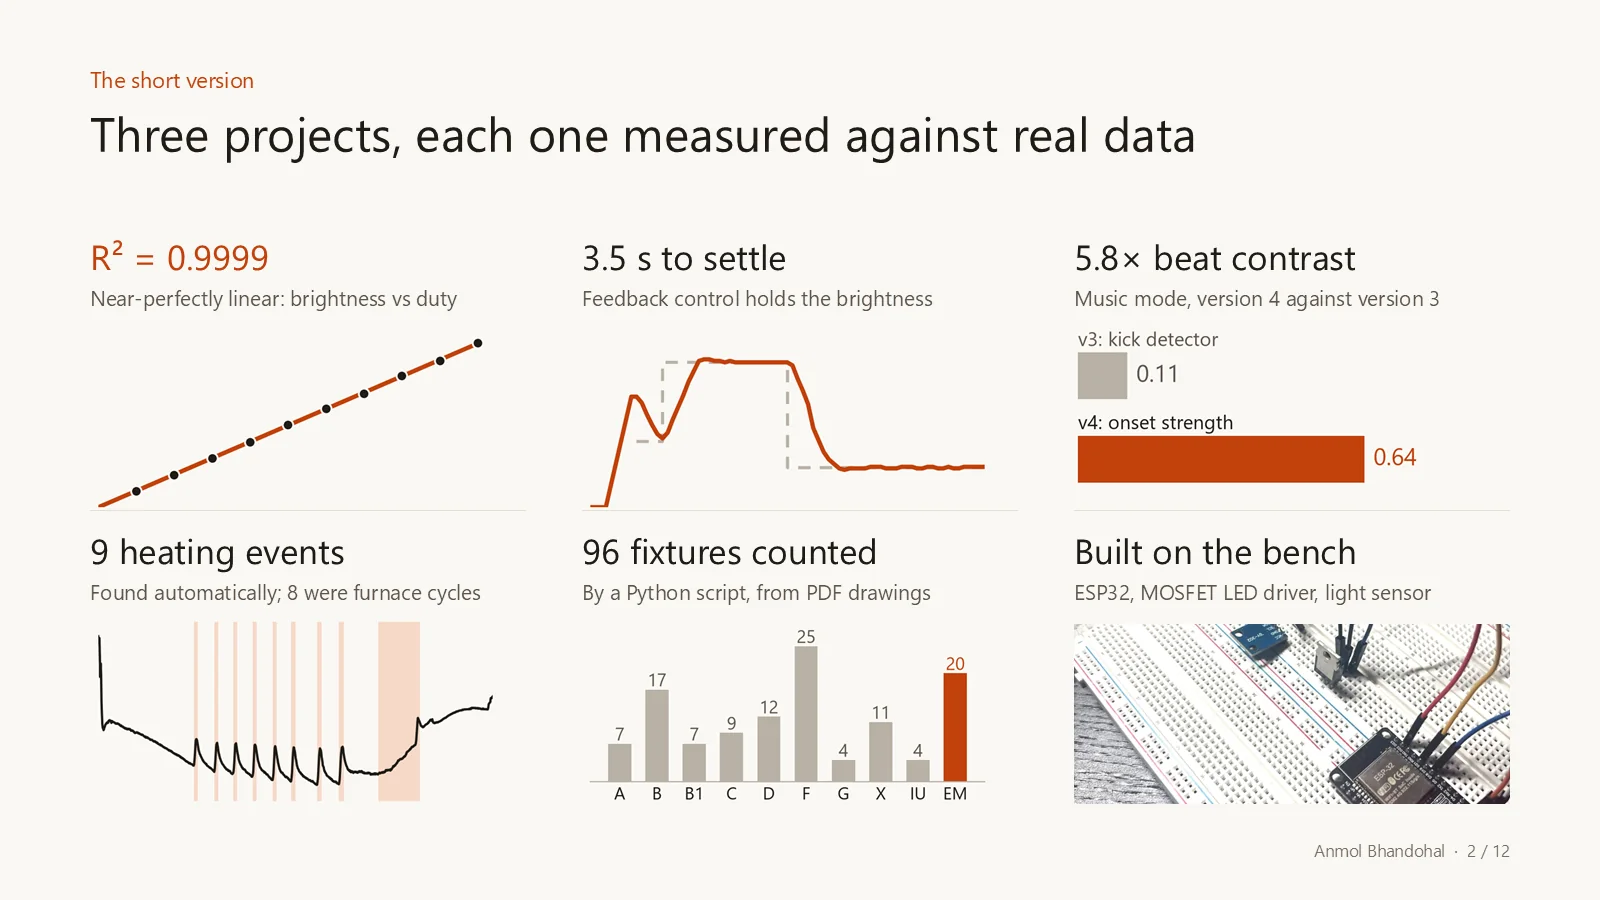 The short version
Three projects, each one measured against real data
R² = 0.9999
Near-perfectly linear: brightness vs duty
3.5 s to settle
Feedback control holds the brightness
5.8× beat contrast
Music mode, version 4 against version 3
v3: kick detector
0.11
v4: onset strength
0.64
9 heating events
Found automatically; 8 were furnace cycles
96 fixtures counted
By a Python script, from PDF drawings
7
17
7
9
12
25
4
11
4
20
A B B1 C D F G X IU EM
Built on the bench
ESP32, MOSFET LED driver, light sensor
ESP-32
Anmol Bhandohal · 2 / 12